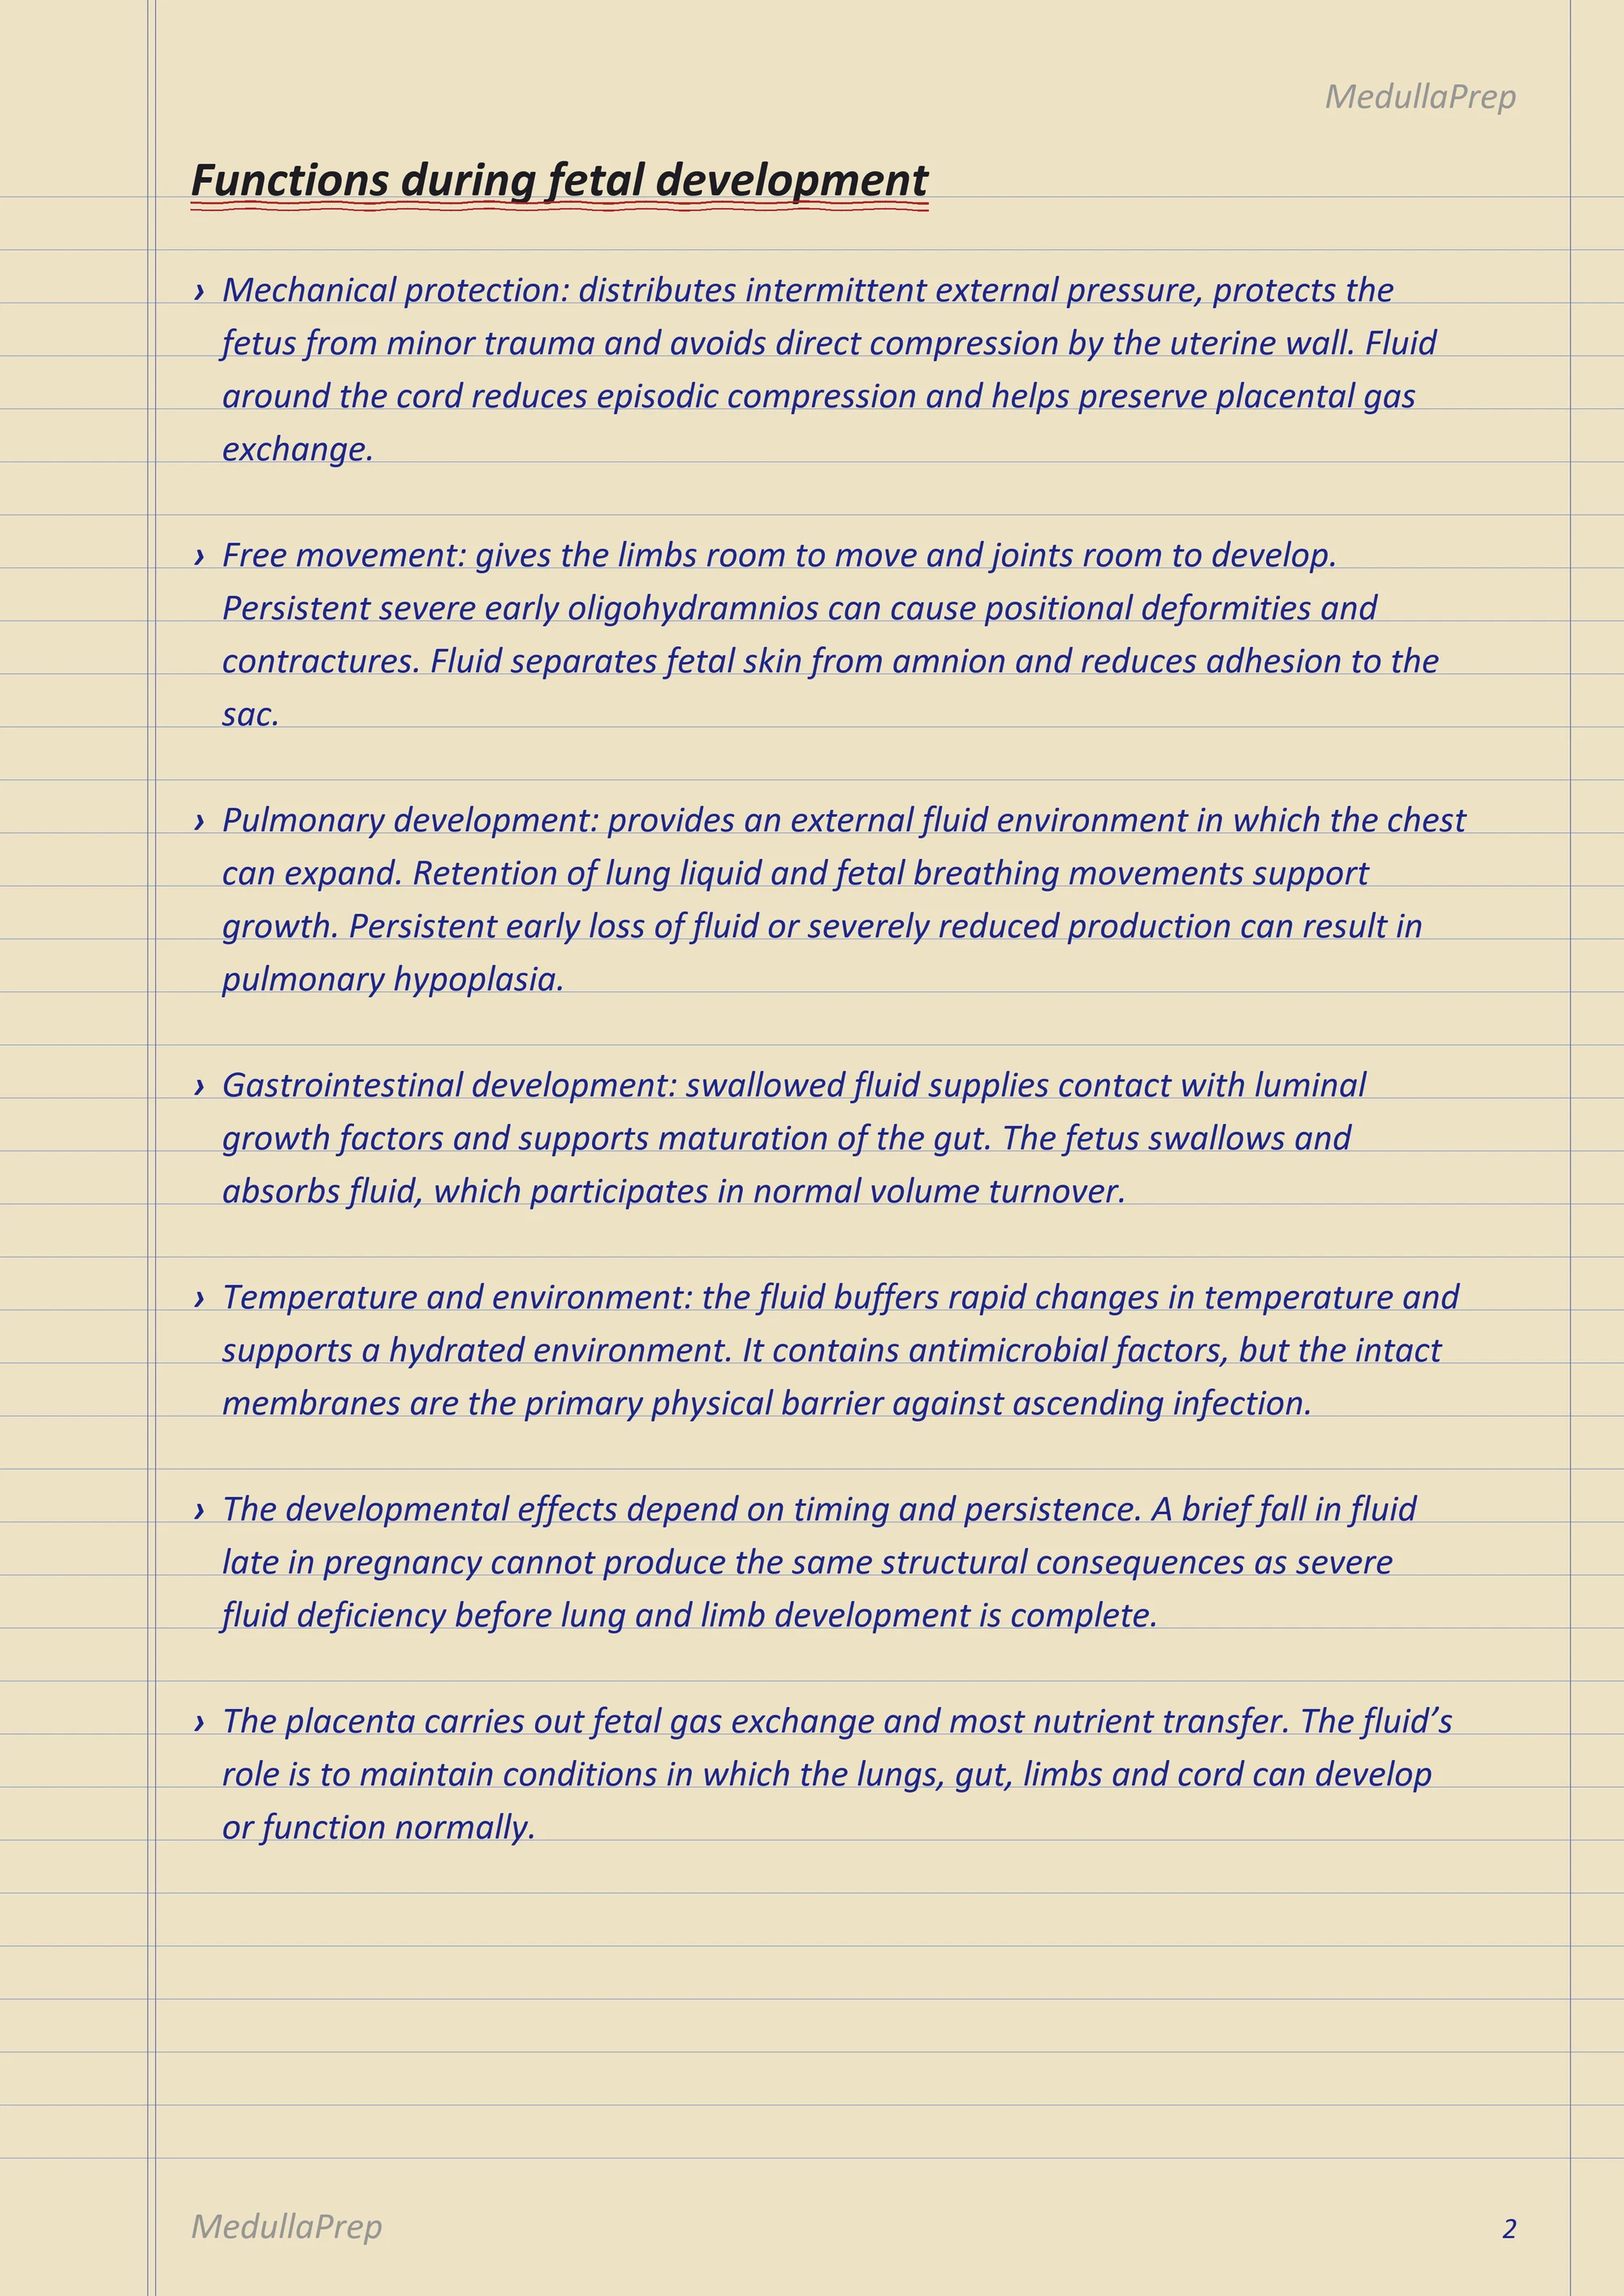 MedullaPrep
Functions during fetal development
› Mechanical protection: distributes intermittent external pressure, protects the
fetus from minor trauma and avoids direct compression by the uterine wall. Fluid
around the cord reduces episodic compression and helps preserve placental gas
exchange.
› Free movement: gives the limbs room to move and joints room to develop.
Persistent severe early oligohydramnios can cause positional deformities and
contractures. Fluid separates fetal skin from amnion and reduces adhesion to the
sac.
› Pulmonary development: provides an external fluid environment in which the chest
can expand. Retention of lung liquid and fetal breathing movements support
growth. Persistent early loss of fluid or severely reduced production can result in
pulmonary hypoplasia.
› Gastrointestinal development: swallowed fluid supplies contact with luminal
growth factors and supports maturation of the gut. The fetus swallows and
absorbs fluid, which participates in normal volume turnover.
› Temperature and environment: the fluid buffers rapid changes in temperature and
supports a hydrated environment. It contains antimicrobial factors, but the intact
membranes are the primary physical barrier against ascending infection.
› The developmental effects depend on timing and persistence. A brief fall in fluid
late in pregnancy cannot produce the same structural consequences as severe
fluid deficiency before lung and limb development is complete.
› The placenta carries out fetal gas exchange and most nutrient transfer. The fluid’s
role is to maintain conditions in which the lungs, gut, limbs and cord can develop
or function normally.
MedullaPrep
2